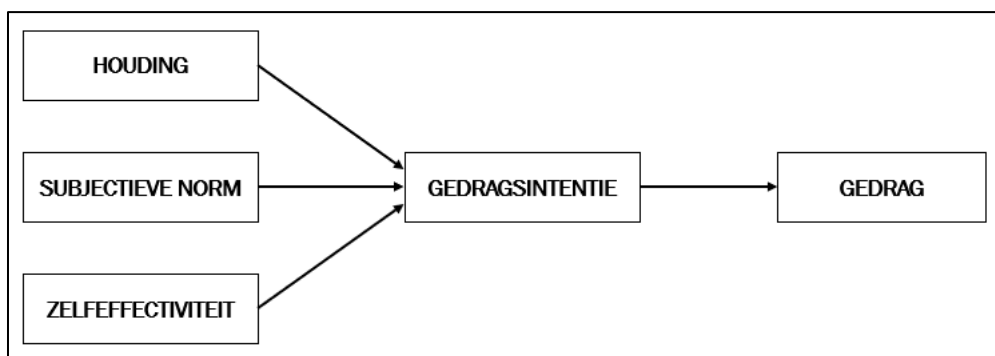 HOUDING
SUBJECTIEVE NORM
GEDRAGSINTENTIE
GEDRAG
ZELFEFFECTIVITEIT